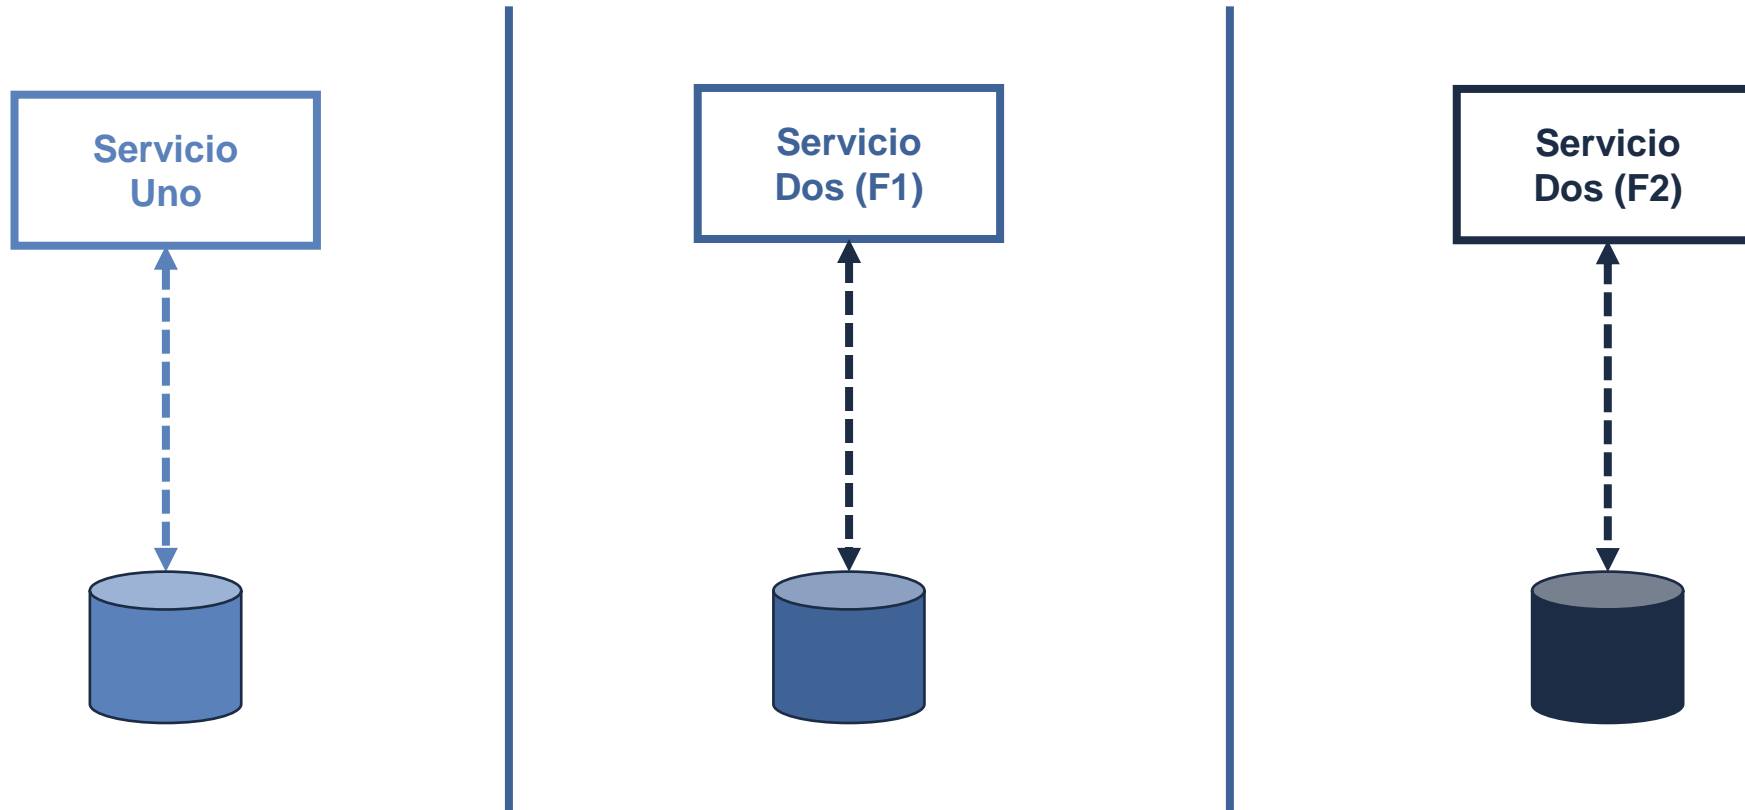 Servicio
Uno
Servicio
Dos (F1)
Servicio
Dos (F2)